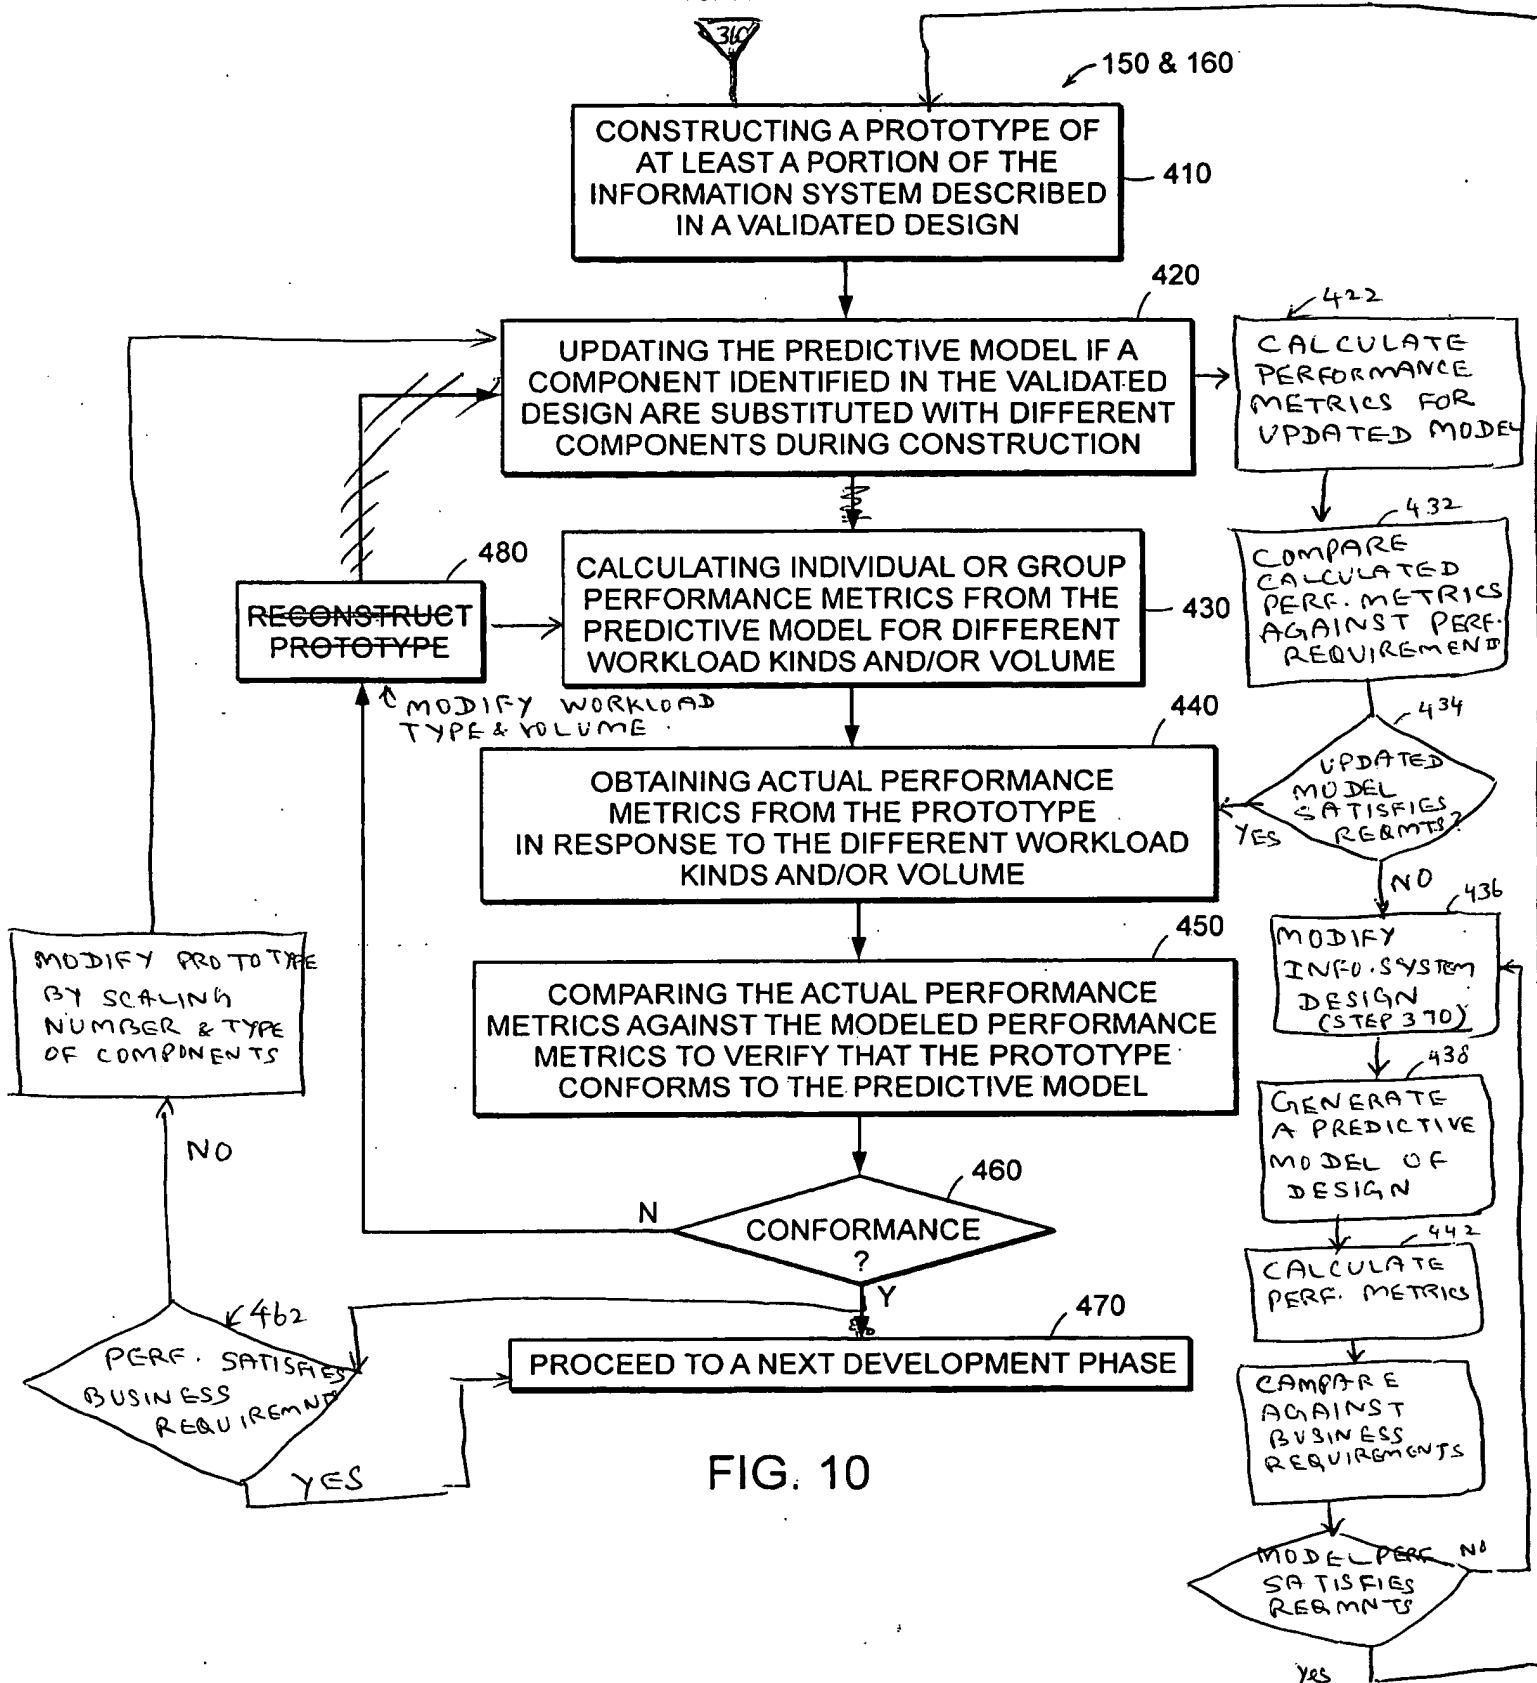 310
150 & 160
CONSTRUCTING A PROTOTYPE OF
AT LEAST A PORTION OF THE
INFORMATION SYSTEM DESCRIBED
IN A VALIDATED DESIGN
410
420
UPDATING THE PREDICTIVE MODEL IF A
COMPONENT IDENTIFIED IN THE VALIDATED
DESIGN ARE SUBSTITUTED WITH DIFFERENT
COMPONENTS DURING CONSTRUCTION
422
CALCULATE
PERFORMANCE
METRICS FOR
UPDATED MODEL
480
RECONSTRUCT
PROTOTYPE
MODIFY WORKLOAD
TYPE & VOLUME.
CALCULATING INDIVIDUAL OR GROUP
PERFORMANCE METRICS FROM THE
PREDICTIVE MODEL FOR DIFFERENT
WORKLOAD KINDS AND/OR VOLUME
430
432
COMPARE
CALCULATED
PERF. METRICS
AGAINST PERF.
REQUIREMENTS
434
UPDATED
MODEL
SATISFIES
REQMTS?
YES
NO
440
OBTAINING ACTUAL PERFORMANCE
METRICS FROM THE PROTOTYPE
IN RESPONSE TO THE DIFFERENT WORKLOAD
KINDS AND/OR VOLUME
436
MODIFY
INFO. SYSTEM
DESIGN
(STEP 370)
450
COMPARING THE ACTUAL PERFORMANCE
METRICS AGAINST THE MODELED PERFORMANCE
METRICS TO VERIFY THAT THE PROTOTYPE
CONFORMS TO THE PREDICTIVE MODEL
MODIFY PROTOTYPE
BY SCALING
NUMBER & TYPE
OF COMPONENTS
NO
438
GENERATE
A PREDICTIVE
MODEL OF
DESIGN
460
CONFORMANCE
?
N
Y
442
CALCULATE
PERF. METRICS
462
PERF. SATISFIES
BUSINESS
REQUIREMNTS
YES
470
PROCEED TO A NEXT DEVELOPMENT PHASE
CAMPARE
AGAINST
BUSINESS
REQUIREMENTS
FIG. 10
MODEL PERF
SATISFIES
REQMNTS
NO
Yes